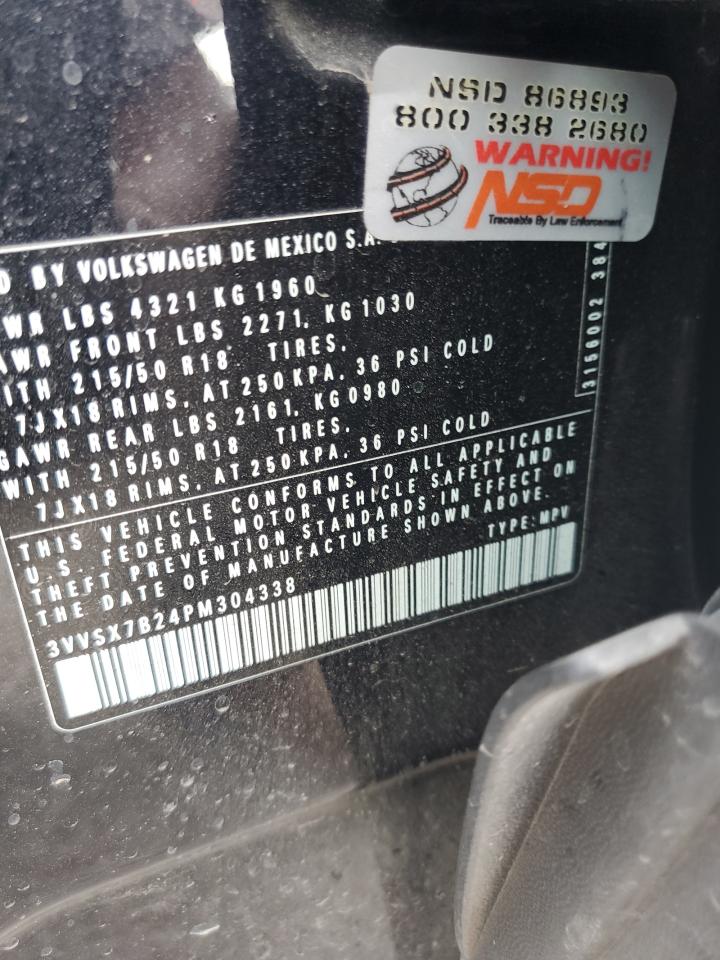 NSD 86893
800 338 2680
WARNING!
NSD
Traceable By Law Enforcement
D BY VOLKSWAGEN DE MEXICO S.A.
WR LBS 4321 KG 1960
AWR FRONT LBS 2271, KG 1030
ITH 215/50 R18 TIRES,
7JX18 RIMS, AT 250 KPA, 36 PSI COLD
GAWR REAR LBS 2161, KG 0980
WITH 215/50 R18 TIRES,
7JX18 RIMS, AT 250 KPA, 36 PSI COLD
THIS VEHICLE CONFORMS TO ALL APPLICABLE
U.S. FEDERAL MOTOR VEHICLE SAFETY AND
THEFT PREVENTION STANDARDS IN EFFECT ON
THE DATE OF MANUFACTURE SHOWN ABOVE.
3VVSX7B24PM304338 TYPE: MPV
3156002 384